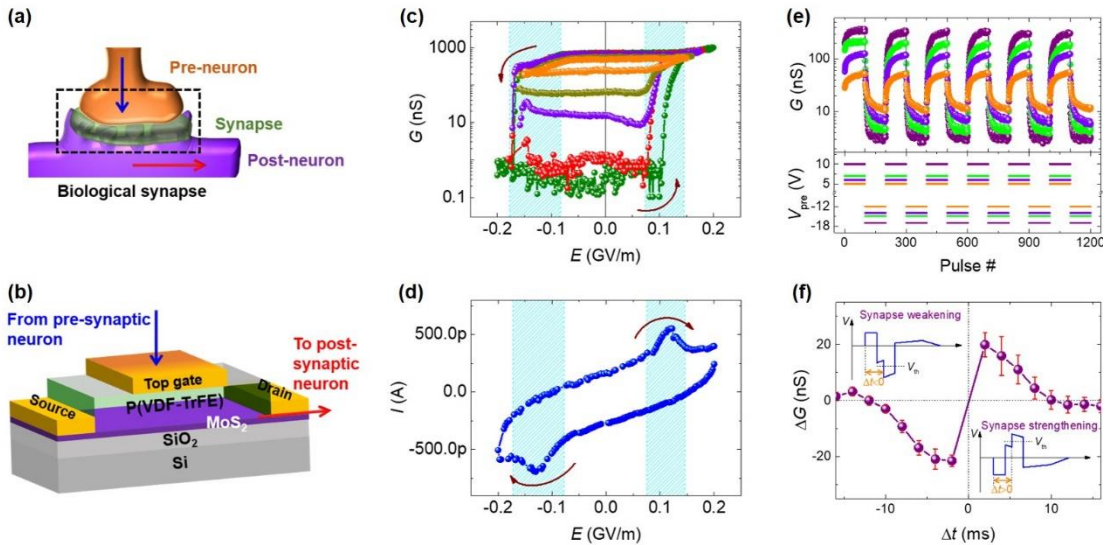 (a)
Pre-neuron
Synapse
Post-neuron
Biological synapse
(b)
From pre-synaptic
neuron
To post-
synaptic
neuron
Top gate
Drain
Source
P(VDF-TrFE)
MoS₂
SiO₂
Si
(c)
G (nS)
1000
100
10
1
0.1
-0.2 -0.1 0.0 0.1 0.2
E (GV/m)
(d)
I (A)
500.0p
0.0
-500.0p
-0.2 -0.1 0.0 0.1 0.2
E (GV/m)
(e)
G (nS)
100
10
V_pre (V)
10
5
-12
-18
0 300 600 900 1200
Pulse #
(f)
Synapse weakening
V
V_th
Δt<0
ΔG (nS)
20
0
-20
Synapse strengthening
V
V_th
Δt>0
-10 0 10
Δt (ms)